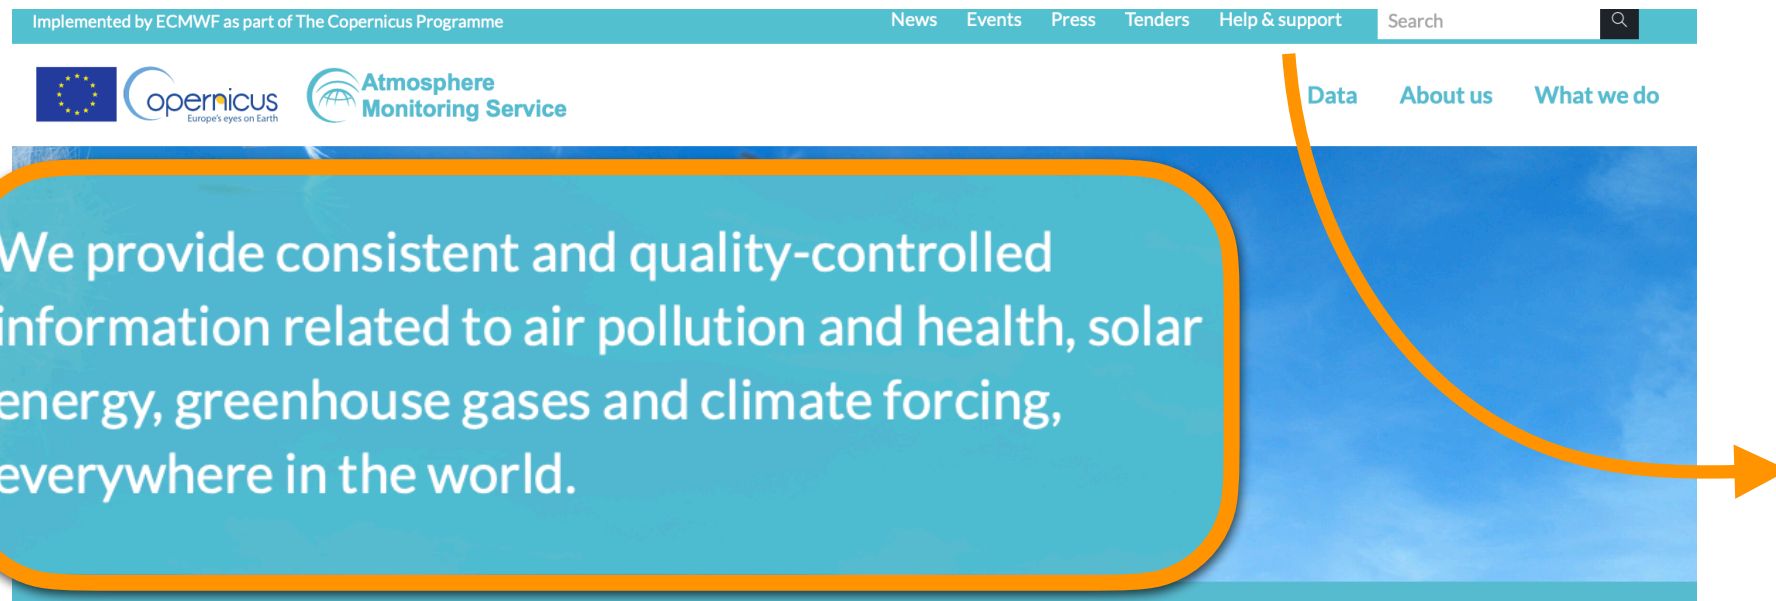 Implemented by ECMWF as part of The Copernicus Programme
News Events Press Tenders Help & support Search
opernicus
Europe's eyes on Earth
Atmosphere
Monitoring Service
Data About us What we do
We provide consistent and quality-controlled
information related to air pollution and health, solar
energy, greenhouse gases and climate forcing,
everywhere in the world.